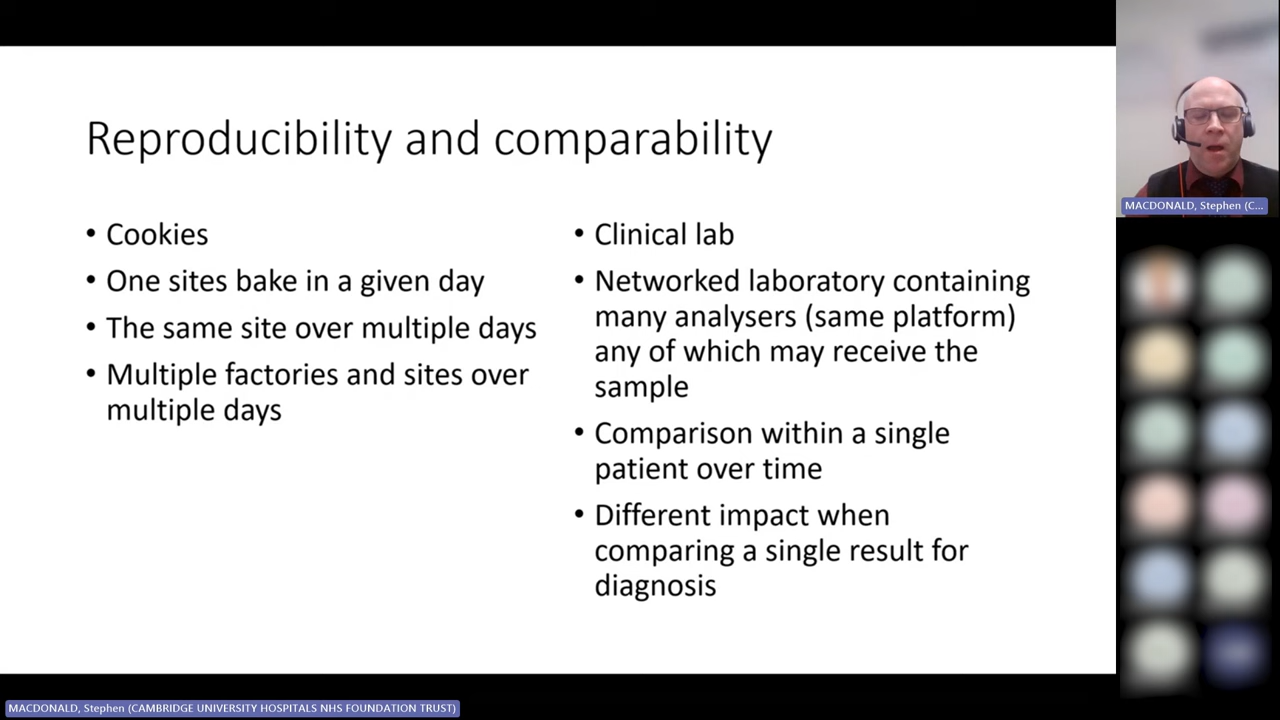 Reproducibility and comparability
• Cookies
• One sites bake in a given day
• The same site over multiple days
• Multiple factories and sites over
multiple days
• Clinical lab
• Networked laboratory containing
many analysers (same platform)
any of which may receive the
sample
• Comparison within a single
patient over time
• Different impact when
comparing a single result for
diagnosis
MACDONALD, Stephen (C...
MACDONALD, Stephen (CAMBRIDGE UNIVERSITY HOSPITALS NHS FOUNDATION TRUST)